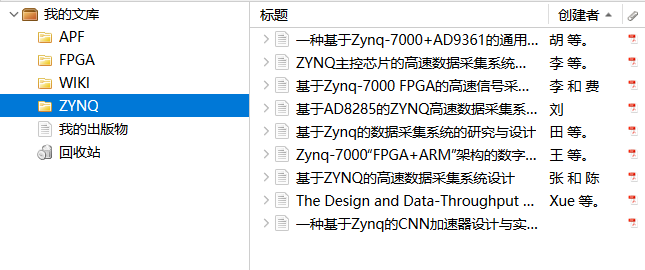 我的文库
APF
FPGA
WIKI
ZYNQ
我的出版物
回收站
标题 创建者
一种基于Zynq-7000+AD9361的通用... 胡 等。
ZYNQ主控芯片的高速数据采集系统... 李 等。
基于Zynq-7000 FPGA的高速信号采... 李 和 费
基于AD8285的ZYNQ高速数据采集系... 刘
基于Zynq的数据采集系统的研究与设计 田 等。
Zynq-7000“FPGA+ARM”架构的数字... 王 等。
基于ZYNQ的高速数据采集系统设计 张 和 陈
The Design and Data-Throughput ... Xue 等。
一种基于Zynq的CNN加速器设计与实...